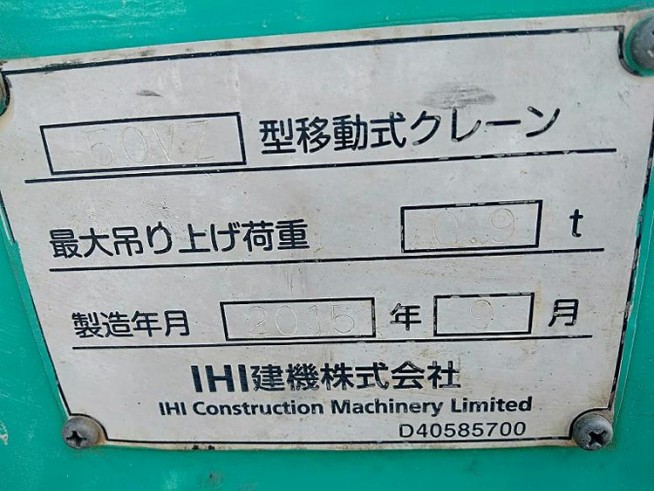 50VZ 型移動式クレーン
最大吊り上げ荷重 0.9 t
製造年月 2015 年 9 月
IHI建機株式会社
IHI Construction Machinery Limited
D40585700